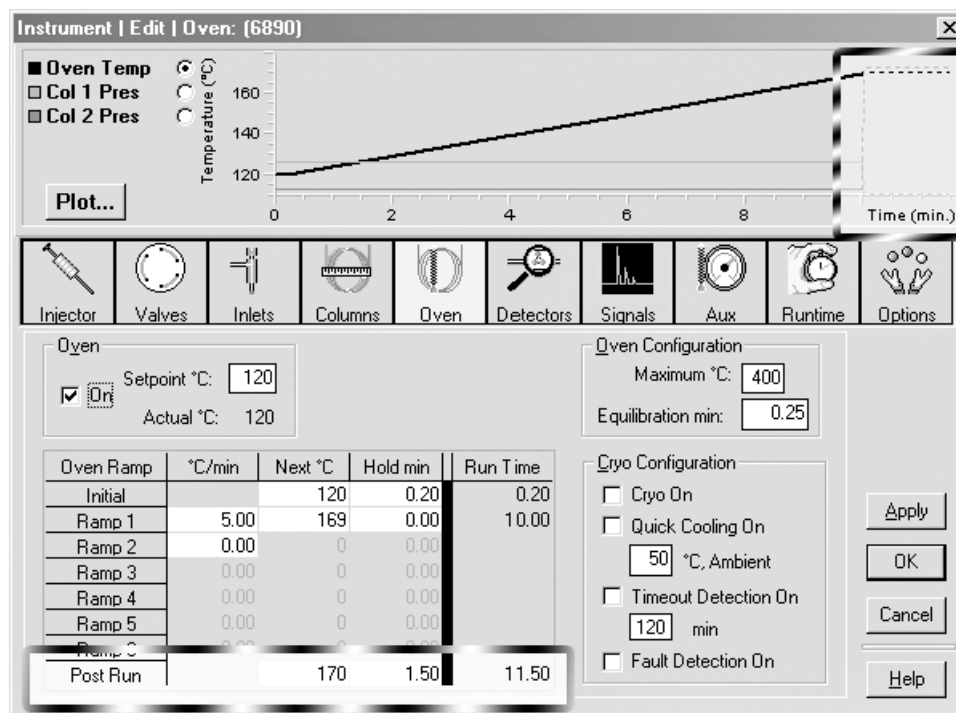 Instrument | Edit | Oven: (6890)
Oven Temp
Col 1 Pres
Col 2 Pres
Plot...
Temperature (°C)
160
140
120
0 2 4 6 8 Time (min.)
Injector Valves Inlets Columns Oven Detectors Signals Aux Runtime Options
Oven
On
Setpoint °C: 120
Actual °C: 120
Oven Configuration
Maximum °C: 400
Equilibration min: 0.25
Oven Ramp °C/min Next °C Hold min Run Time
Initial 120 0.20 0.20
Ramp 1 5.00 169 0.00 10.00
Ramp 2 0.00 0 0.00
Ramp 3 0.00 0 0.00
Ramp 4 0.00 0 0.00
Ramp 5 0.00 0 0.00
Post Run 170 1.50 11.50
Cryo Configuration
Cryo On
Quick Cooling On
50 °C, Ambient
Timeout Detection On
120 min
Fault Detection On
Apply
OK
Cancel
Help